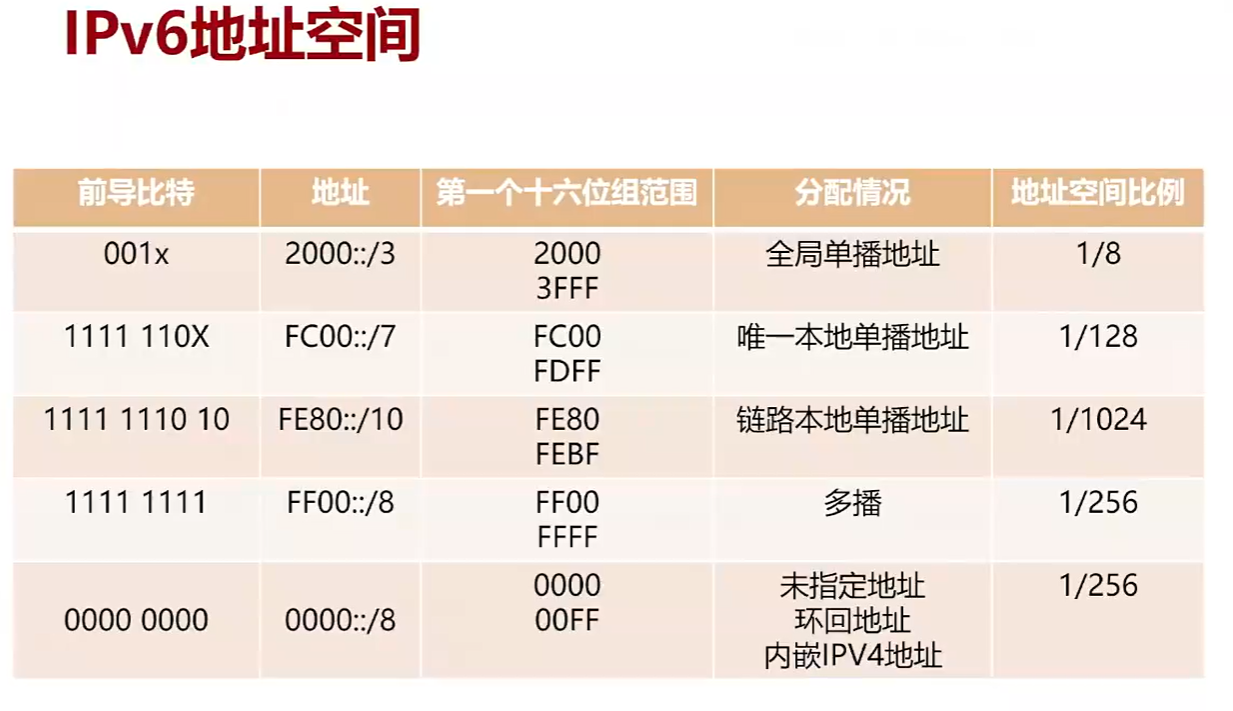 IPv6地址空间
前导比特 地址 第一个十六位组范围 分配情况 地址空间比例
001x 2000::/3 2000 全局单播地址 1/8
3FFF
1111 110X FC00::/7 FC00 唯一本地单播地址 1/128
FDFF
1111 1110 10 FE80::/10 FE80 链路本地单播地址 1/1024
FEBF
1111 1111 FF00::/8 FF00 多播 1/256
FFFF
0000 未指定地址 1/256
0000 0000 0000::/8 00FF 环回地址
内嵌IPV4地址